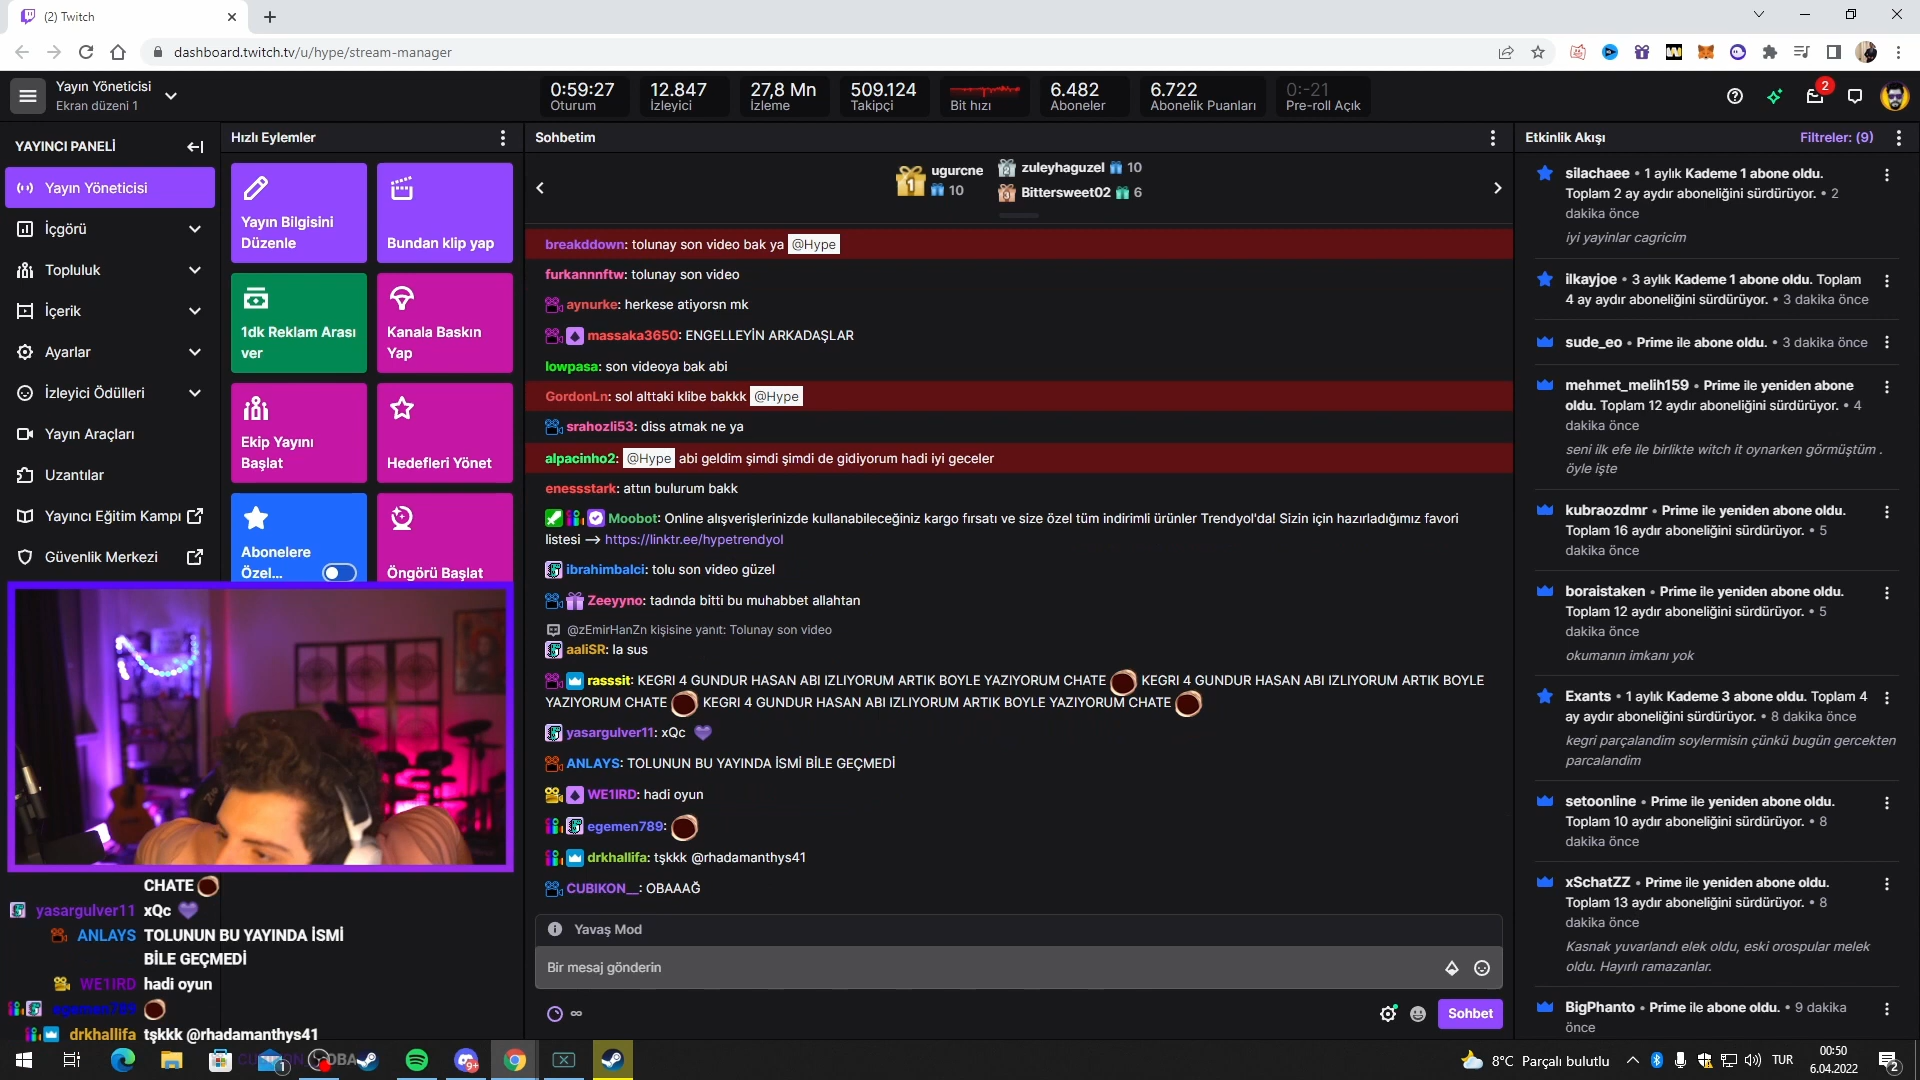 (2) Twitch
dashboard.twitch.tv/u/hype/stream-manager
Yayın Yöneticisi
Ekran düzeni 1
0:59:27
Oturum
12.847
İzleyici
27,8 Mn
İzleme
509.124
Takipçi
Bit hızı
6.482
Aboneler
6.722
Abonelik Puanları
0:-21
Pre-roll Açık
2
YAYINCI PANELİ
Yayın Yöneticisi
İçgörü
Topluluk
İçerik
Ayarlar
İzleyici Ödülleri
Yayın Araçları
Uzantılar
Yayıncı Eğitim Kampı
Güvenlik Merkezi
Hızlı Eylemler
Yayın Bilgisini
Düzenle
Bundan klip yap
1dk Reklam Arası
ver
Kanala Baskın
Yap
Ekip Yayını
Başlat
Hedefleri Yönet
Abonelere
Özel...
Öngörü Başlat
CHATE
yasargulver11 xQc
ANLAYS TOLUNUN BU YAYINDA İSMİ
BİLE GEÇMEDİ
WE1IRD hadi oyun
egemen789
drkhallifa tşkkk @rhadamanthys41
Sohbetim
1 ugurcne
10
2 zuleyhaguzel 10
3 Bittersweet02 6
breakddown: tolunay son video bak ya @Hype
furkannnftw: tolunay son video
aynurke: herkese atiyorsn mk
massaka3650: ENGELLEYİN ARKADAŞLAR
lowpasa: son videoya bak abi
GordonLn: sol alttaki klibe bakkk @Hype
srahozli53: diss atmak ne ya
alpacinho2: @Hype abi geldim şimdi şimdi de gidiyorum hadi iyi geceler
enessstark: attın bulurum bakk
Moobot: Online alışverişlerinizde kullanabileceğiniz kargo fırsatı ve size özel tüm indirimli ürünler Trendyol'da! Sizin için hazırladığımız favori
listesi —> https://linktr.ee/hypetrendyol
ibrahimbalci: tolu son video güzel
Zeeyyno: tadında bitti bu muhabbet allahtan
@zEmirHanZn kişisine yanıt: Tolunay son video
aaliSR: la sus
rasssit: KEGRI 4 GUNDUR HASAN ABI IZLIYORUM ARTIK BOYLE YAZIYORUM CHATE KEGRI 4 GUNDUR HASAN ABI IZLIYORUM ARTIK BOYLE
YAZIYORUM CHATE KEGRI 4 GUNDUR HASAN ABI IZLIYORUM ARTIK BOYLE YAZIYORUM CHATE
yasargulver11: xQc
ANLAYS: TOLUNUN BU YAYINDA İSMİ BİLE GEÇMEDİ
WE1IRD: hadi oyun
egemen789:
drkhallifa: tşkkk @rhadamanthys41
CUBIKON__: OBAAAĞ
Yavaş Mod
Bir mesaj gönderin
Sohbet
Etkinlik Akışı
Filtreler: (9)
silachaee • 1 aylık Kademe 1 abone oldu.
Toplam 2 ay aydır aboneliğini sürdürüyor. • 2
dakika önce
iyi yayinlar cagricim
ilkayjoe • 3 aylık Kademe 1 abone oldu. Toplam
4 ay aydır aboneliğini sürdürüyor. • 3 dakika önce
sude_eo • Prime ile abone oldu. • 3 dakika önce
mehmet_melih159 • Prime ile yeniden abone
oldu. Toplam 12 aydır aboneliğini sürdürüyor. • 4
dakika önce
seni ilk efe ile birlikte witch it oynarken görmüştüm .
öyle işte
kubraozdmr • Prime ile yeniden abone oldu.
Toplam 16 aydır aboneliğini sürdürüyor. • 5
dakika önce
boraistaken • Prime ile yeniden abone oldu.
Toplam 12 aydır aboneliğini sürdürüyor. • 5
dakika önce
okumanın imkanı yok
Exants • 1 aylık Kademe 3 abone oldu. Toplam 4
ay aydır aboneliğini sürdürüyor. • 8 dakika önce
kegri parçalandim soylermisin çünkü bugün gercekten
parcalandim
setoonline • Prime ile yeniden abone oldu.
Toplam 10 aydır aboneliğini sürdürüyor. • 8
dakika önce
xSchatZZ • Prime ile yeniden abone oldu.
Toplam 13 aydır aboneliğini sürdürüyor. • 8
dakika önce
Kasnak yuvarlandı elek oldu, eski orospular melek
oldu. Hayırlı ramazanlar.
BigPhanto • Prime ile abone oldu. • 9 dakika
önce
1
9+
8°C Parçalı bulutlu
TUR
00:50
6.04.2022
2